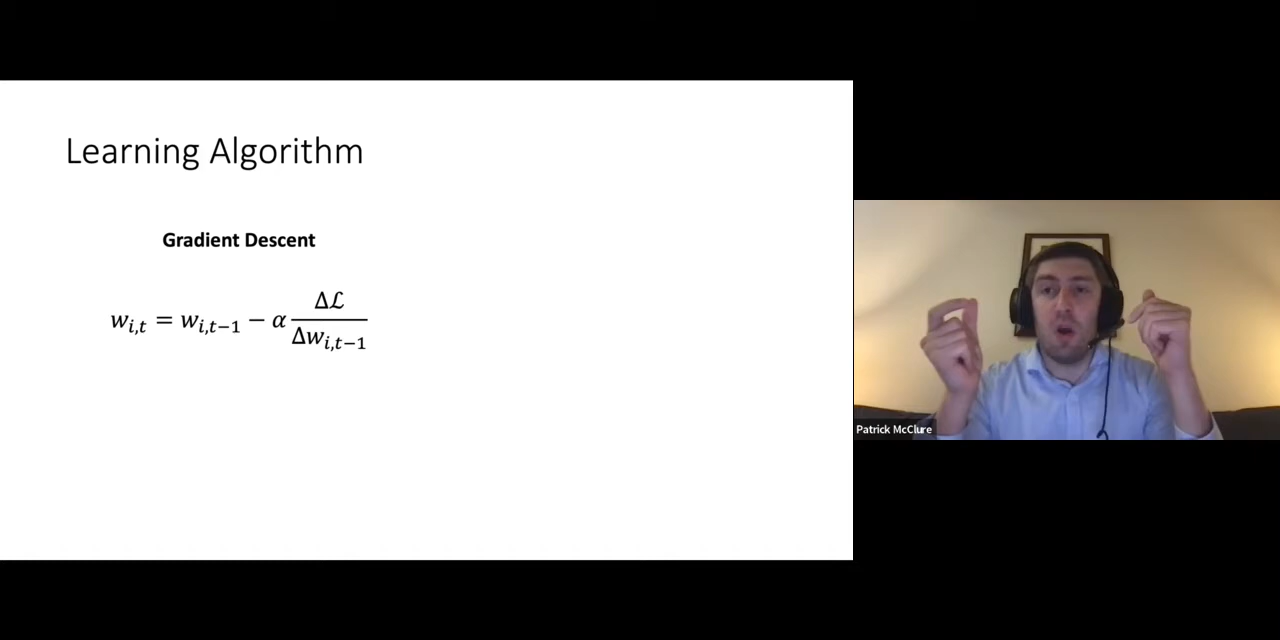 Learning Algorithm
Gradient Descent
w_{i,t} = w_{i,t−1} − α Δℒ / Δw_{i,t−1}
Patrick McClure